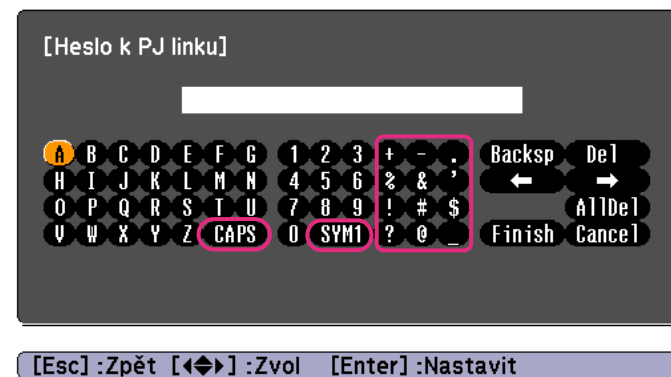 [Heslo k PJ linku]
A B C D E F G 1 2 3 + - . Backsp Del
H I J K L M N 4 5 6 % & ' ← →
O P Q R S T U 7 8 9 ! # $ AllDel
V W X Y Z CAPS 0 SYM1 ? @ _ Finish Cancel
[Esc] :Zpět [◀◆▶] :Zvol [Enter] :Nastavit